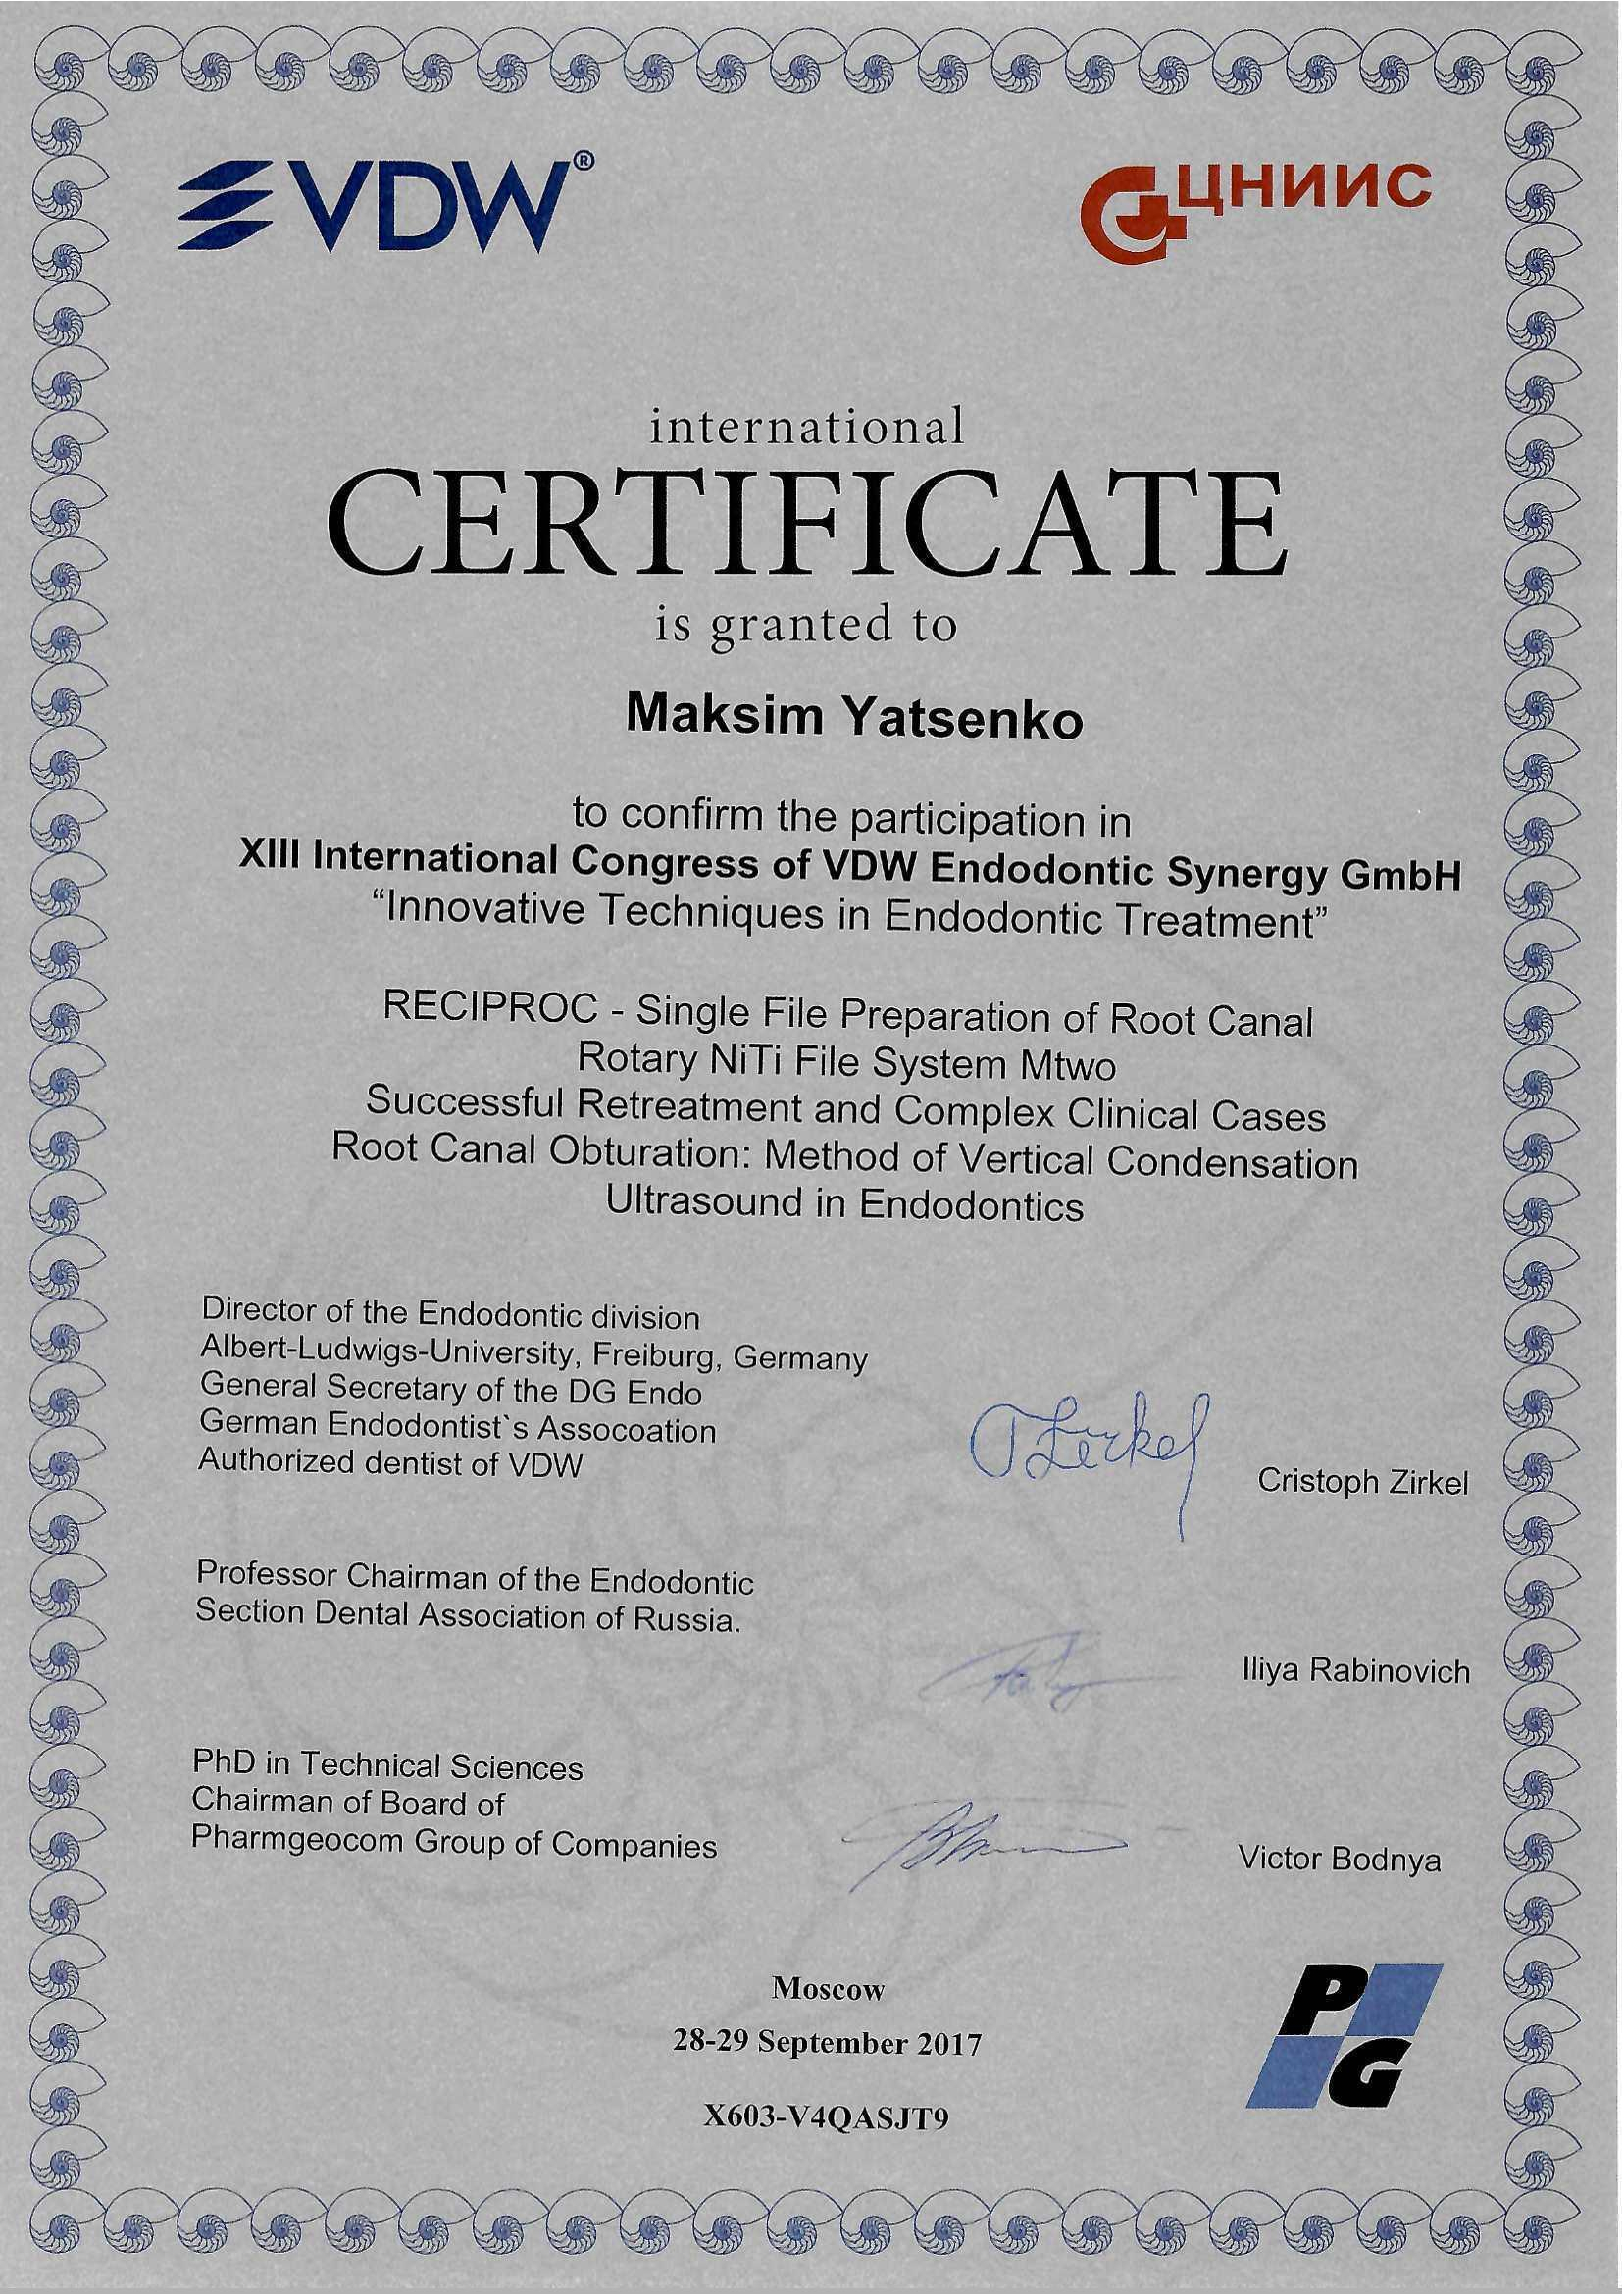 VDW®
ЦНИИС
international
CERTIFICATE
is granted to
Maksim Yatsenko
to confirm the participation in
XIII International Congress of VDW Endodontic Synergy GmbH
“Innovative Techniques in Endodontic Treatment”
RECIPROC - Single File Preparation of Root Canal
Rotary NiTi File System Mtwo
Successful Retreatment and Complex Clinical Cases
Root Canal Obturation: Method of Vertical Condensation
Ultrasound in Endodontics
Director of the Endodontic division
Albert-Ludwigs-University, Freiburg, Germany
General Secretary of the DG Endo
German Endodontist`s Assocoation
Authorized dentist of VDW
Zirkel
Cristoph Zirkel
Professor Chairman of the Endodontic
Section Dental Association of Russia.
Iliya Rabinovich
PhD in Technical Sciences
Chairman of Board of
Pharmgeocom Group of Companies
Victor Bodnya
Moscow
28-29 September 2017
X603-V4QASJT9
PG